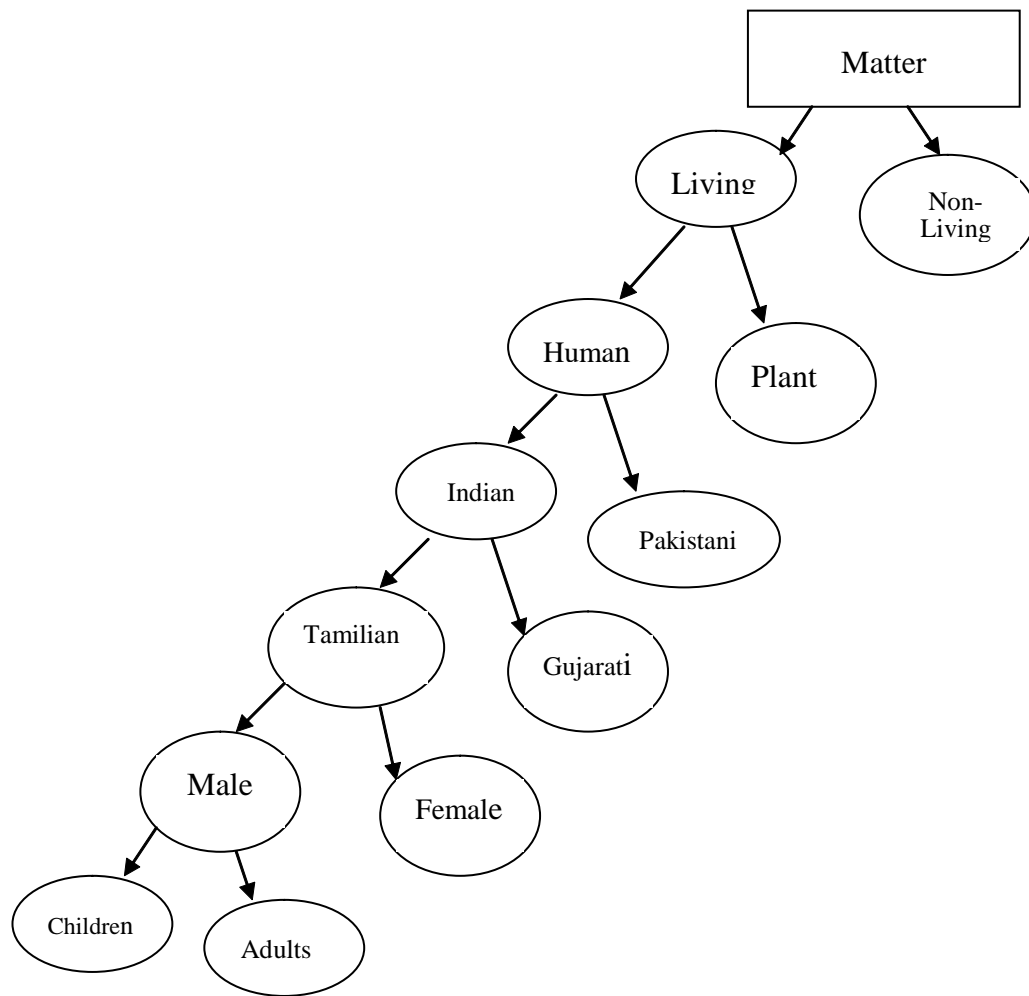 Matter
Living
Non-
Living
Human
Plant
Indian
Pakistani
Tamilian
Gujarati
Male
Female
Children
Adults